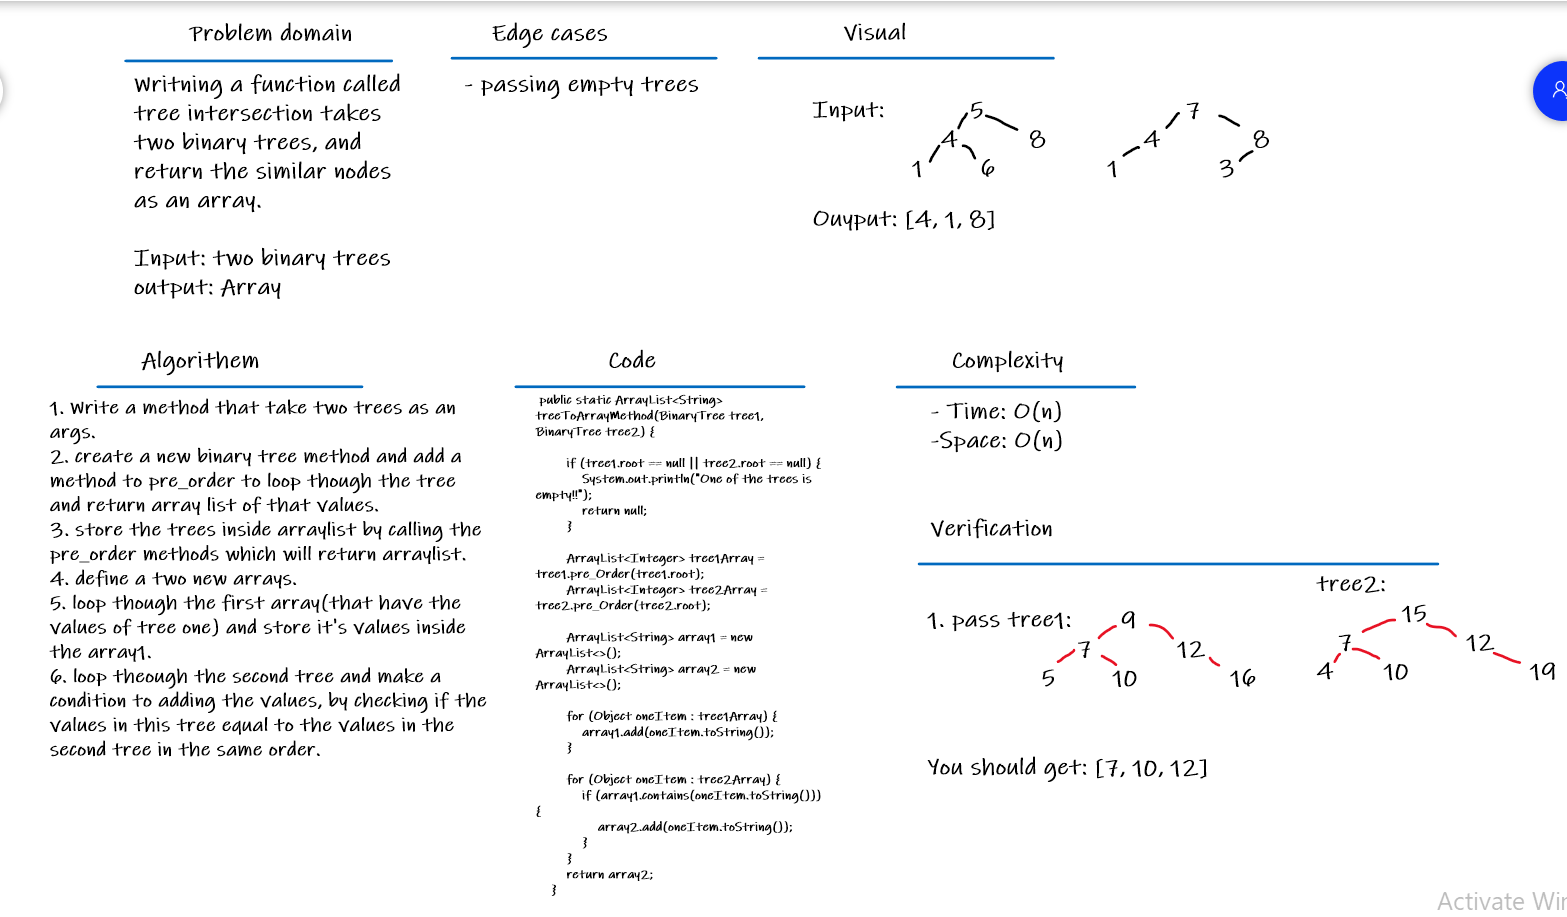 Problem domain
Writning a function called
tree intersection takes
two binary trees, and
return the similar nodes
as an array.
Input: two binary trees
output: Array
Edge cases
- passing empty trees
Visual
Input:
5
4
8
1
6
7
4
8
1
3
Ouyput: [4, 1, 8]
Algorithem
1. Write a method that take two trees as an
args.
2. create a new binary tree method and add a
method to pre_order to loop though the tree
and return array list of that values.
3. store the trees inside arraylist by calling the
pre_order methods which will return arraylist.
4. define a two new arrays.
5. loop though the first array(that have the
values of tree one) and store it's values inside
the array1.
6. loop theough the second tree and make a
condition to adding the values, by checking if the
values in this tree equal to the values in the
second tree in the same order.
Code
public static ArrayList<String>
treeToArrayMethod(BinaryTree tree1,
BinaryTree tree2) {
if (tree1.root == null || tree2.root == null) {
System.out.println("One of the trees is
empty!!");
return null;
}
ArrayList<Integer> tree1Array =
tree1.pre_Order(tree1.root);
ArrayList<Integer> tree2Array =
tree2.pre_Order(tree2.root);
ArrayList<String> array1 = new
ArrayList<>();
ArrayList<String> array2 = new
ArrayList<>();
for (Object oneItem : tree1Array) {
array1.add(oneItem.toString());
}
for (Object oneItem : tree2Array) {
if (array1.contains(oneItem.toString()))
{
array2.add(oneItem.toString());
}
}
return array2;
}
Complexity
- Time: O(n)
-Space: O(n)
Verification
1. pass tree1:
9
7
12
5
10
16
tree2:
15
7
12
4
10
19
You should get: [7, 10, 12]
Activate Wi